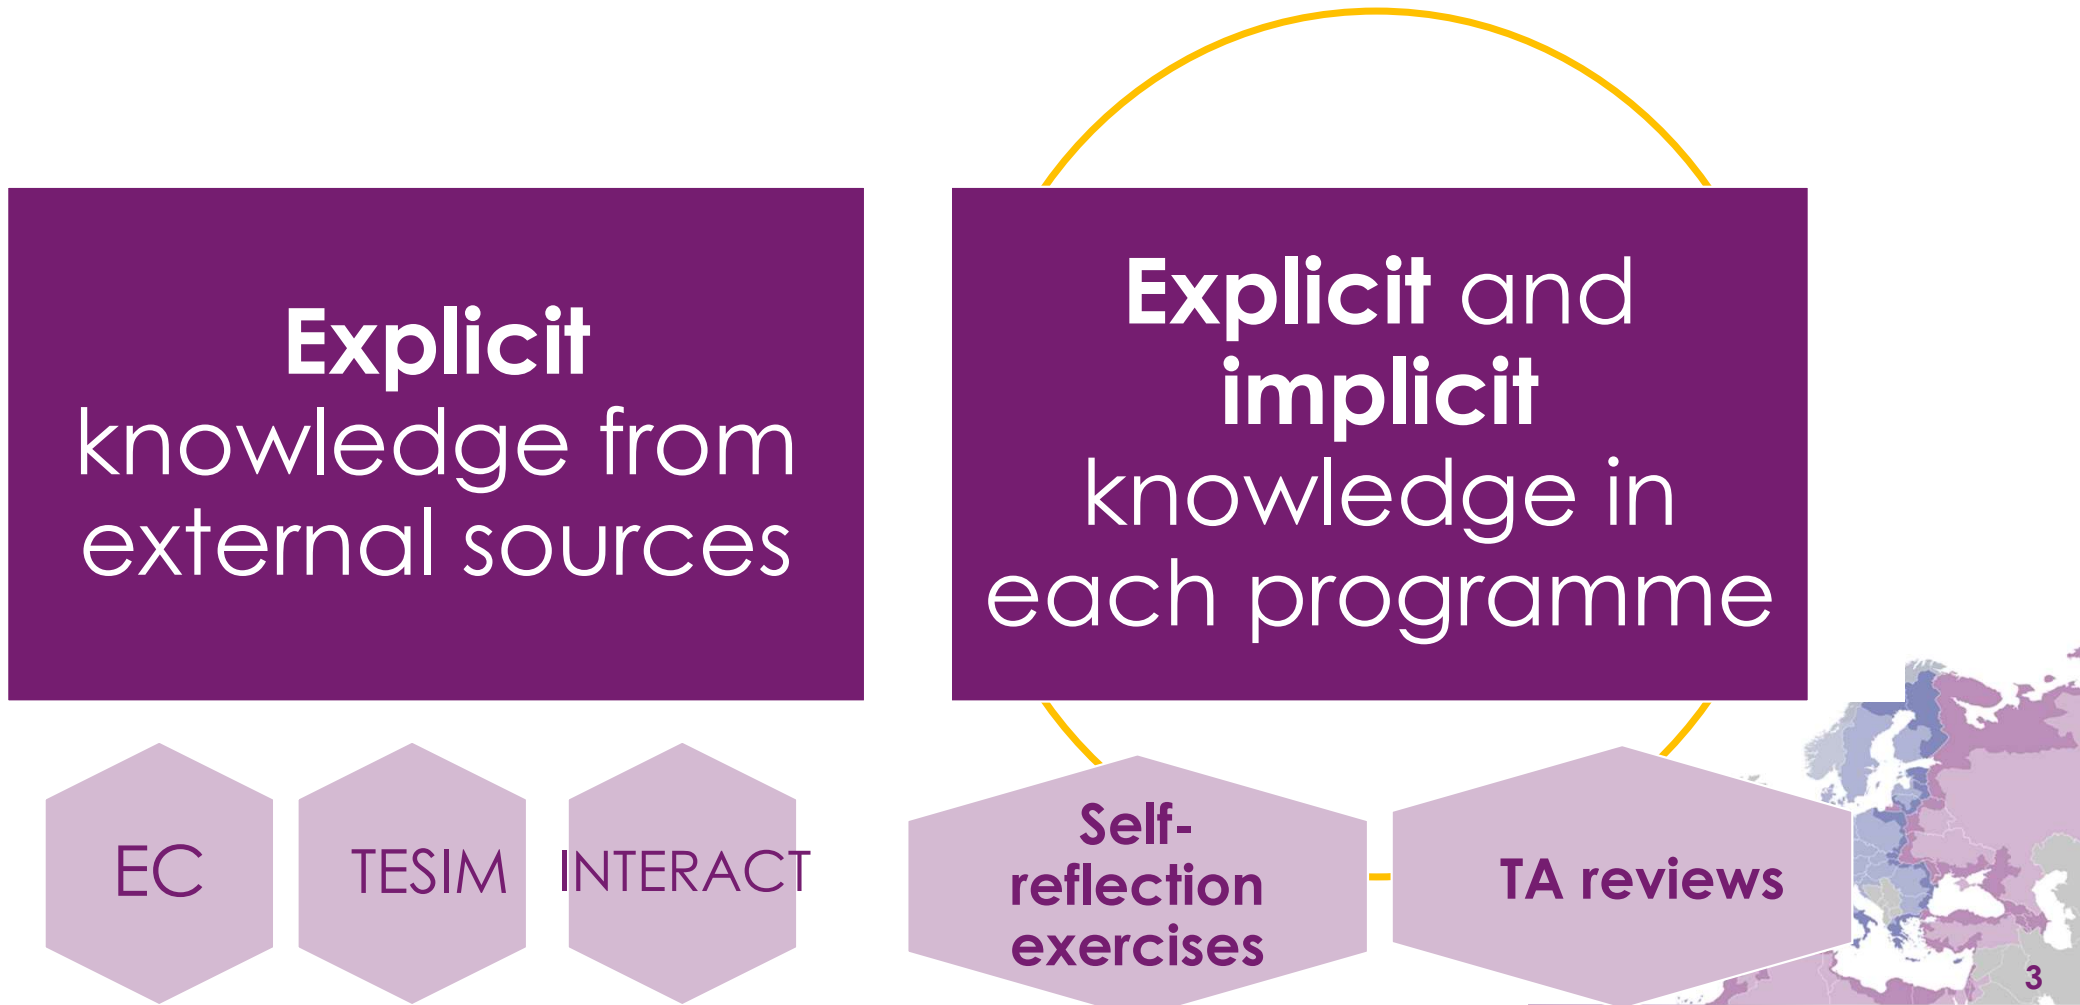 Explicit
knowledge from
external sources
Explicit and
implicit
knowledge in
each programme
EC
TESIM
INTERACT
Self-
reflection
exercises
TA reviews
3